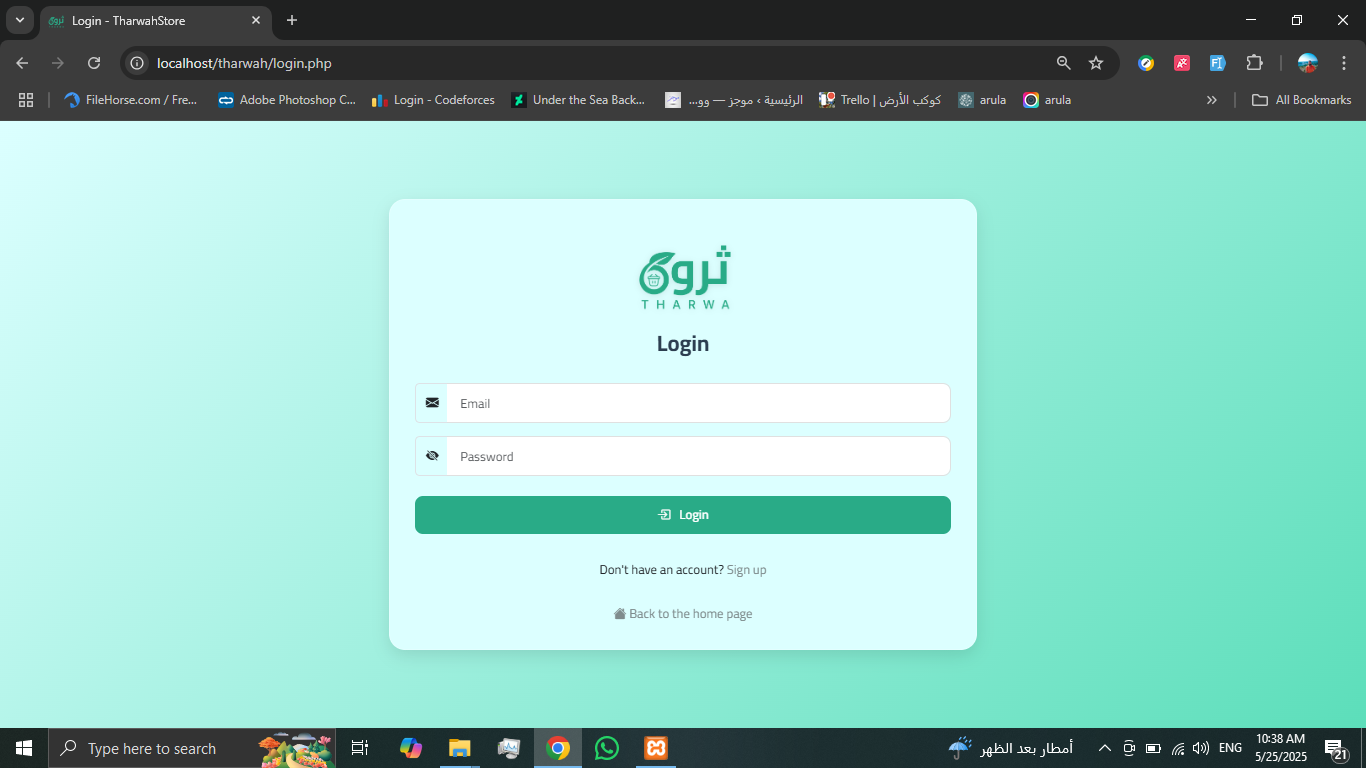 Login - TharwahStore
localhost/tharwah/login.php
FileHorse.com / Fre...
Adobe Photoshop C...
Login - Codeforces
Under the Sea Back...
الرئيسية › موجز — وو...
Trello | كوكب الأرض
arula
arula
All Bookmarks
ثروة
THARWA
Login
Email
Password
Login
Don't have an account? Sign up
Back to the home page
Type here to search
أمطار بعد الظهر
ENG
10:38 AM
5/25/2025
21